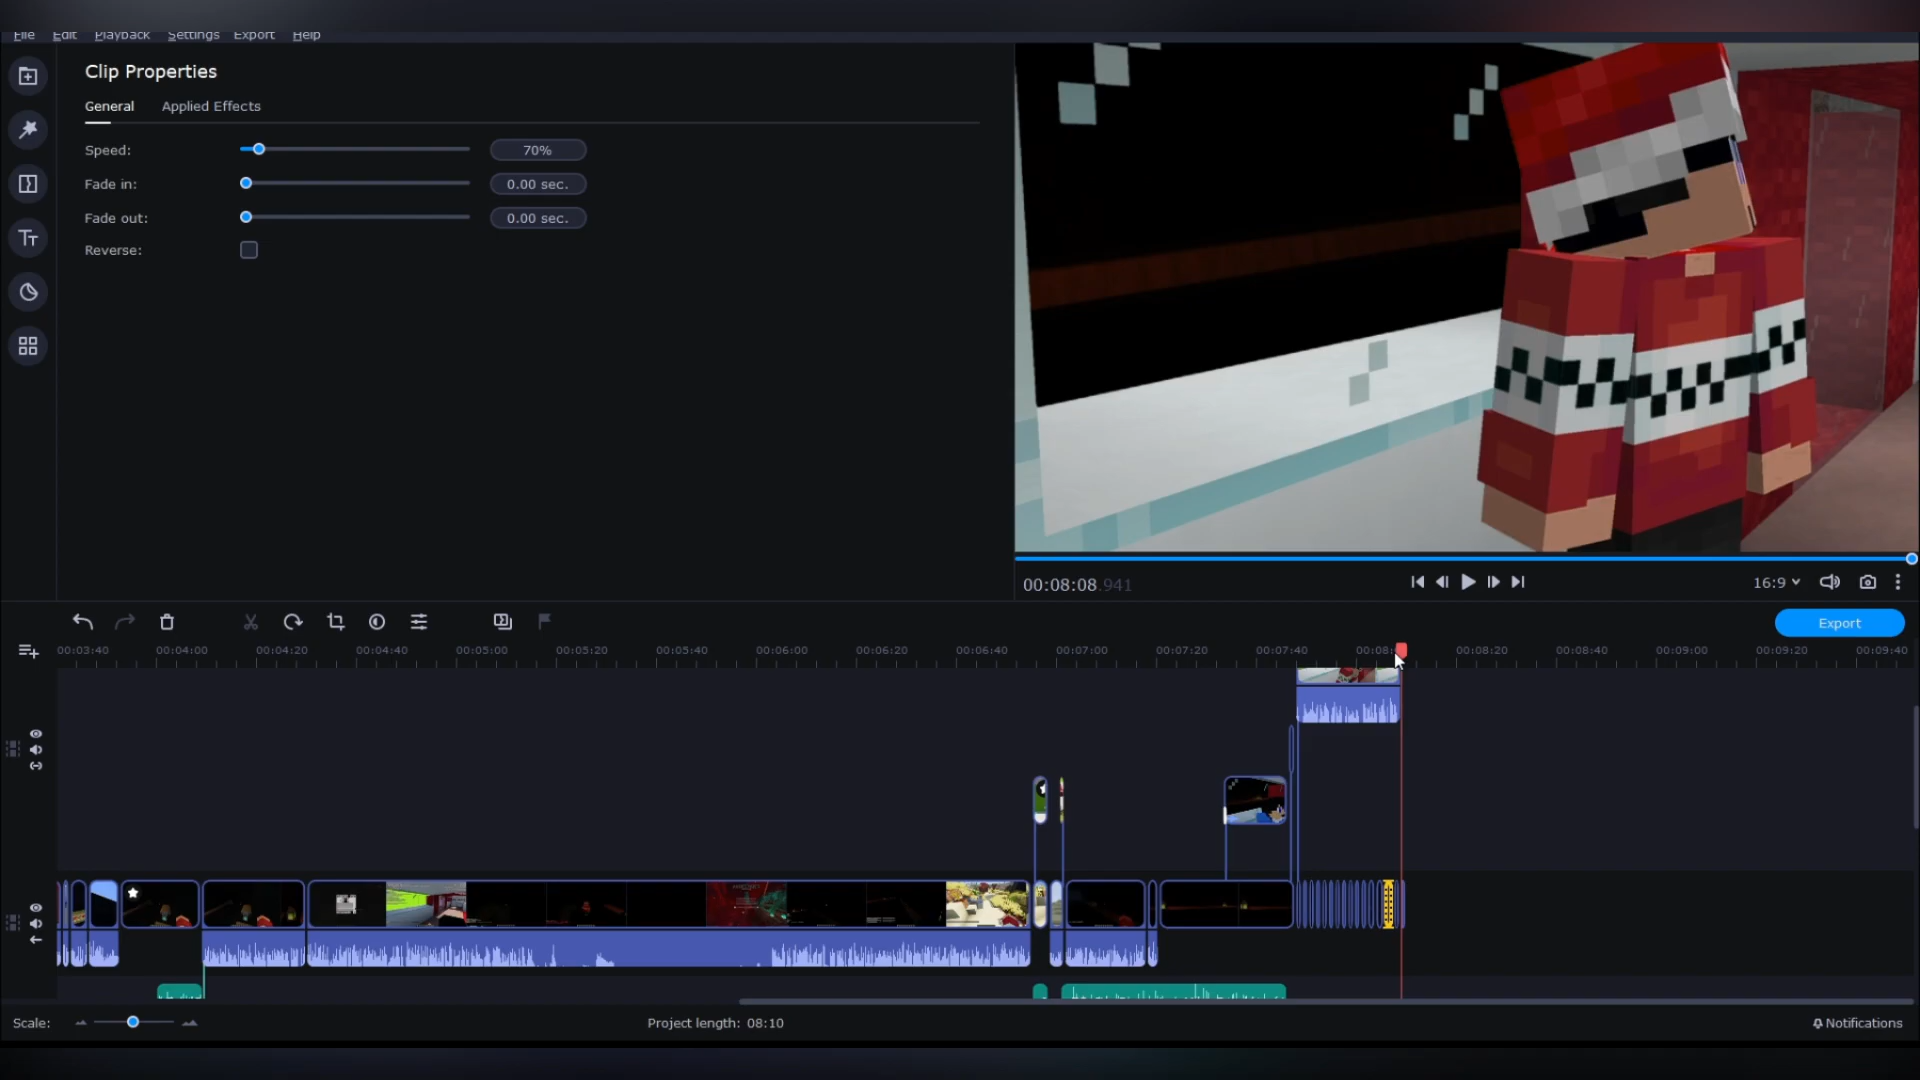 File Edit Playback Settings Export Help
Clip Properties
General Applied Effects
Speed: 70%
Fade in: 0.00 sec.
Fade out: 0.00 sec.
Reverse:
00:08:08.941
16:9
Export
00:03:40 00:04:00 00:04:20 00:04:40 00:05:00 00:05:20 00:05:40 00:06:00 00:06:20 00:06:40 00:07:00 00:07:20 00:07:40 00:08: 00:08:20 00:08:40 00:09:00 00:09:20 00:09:40
Scale: Project length: 08:10 Notifications